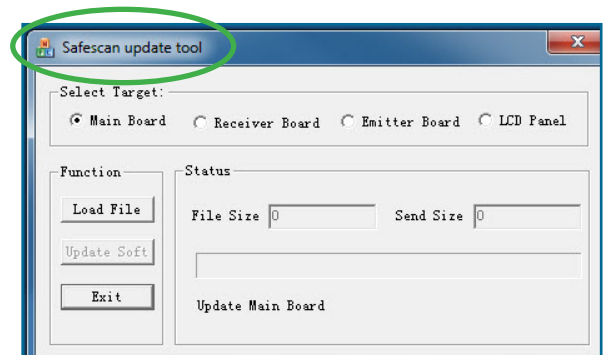 Safescan update tool
Select Target:
Main Board Receiver Board Emitter Board LCD Panel
Function
Status
Load File
File Size 0 Send Size 0
Update Soft
Exit
Update Main Board